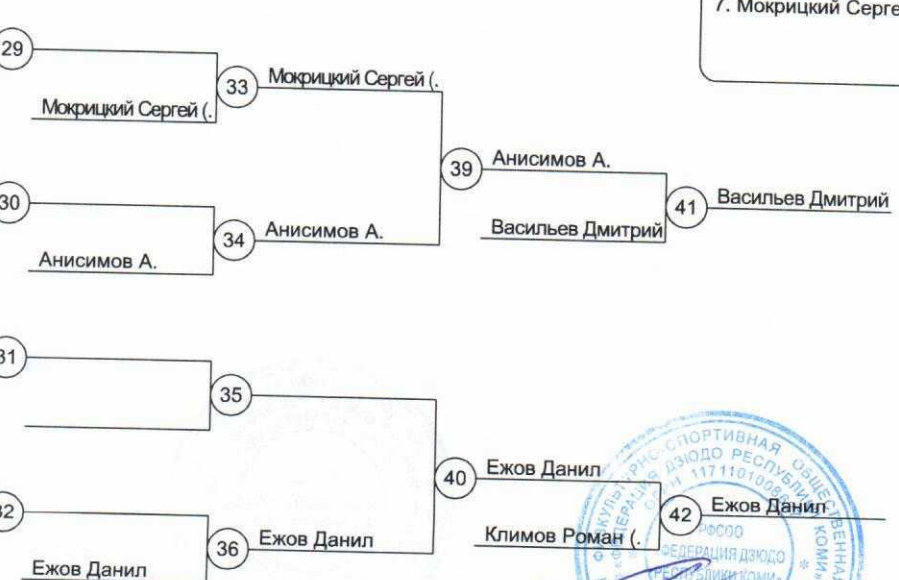 7. Мокрицкий Серге
29
33
Мокрицкий Сергей (.
Мокрицкий Сергей (.
39
Анисимов А.
30
34
Анисимов А.
41
Васильев Дмитрий
Васильев Дмитрий
Анисимов А.
31
35
40
Ежов Данил
42
Ежов Данил
32
36
Ежов Данил
Климов Роман (.
Ежов Данил
РФСОО
ФЕДЕРАЦИЯ ДЗЮДО
РЕСПУБЛИКИ КОМИ